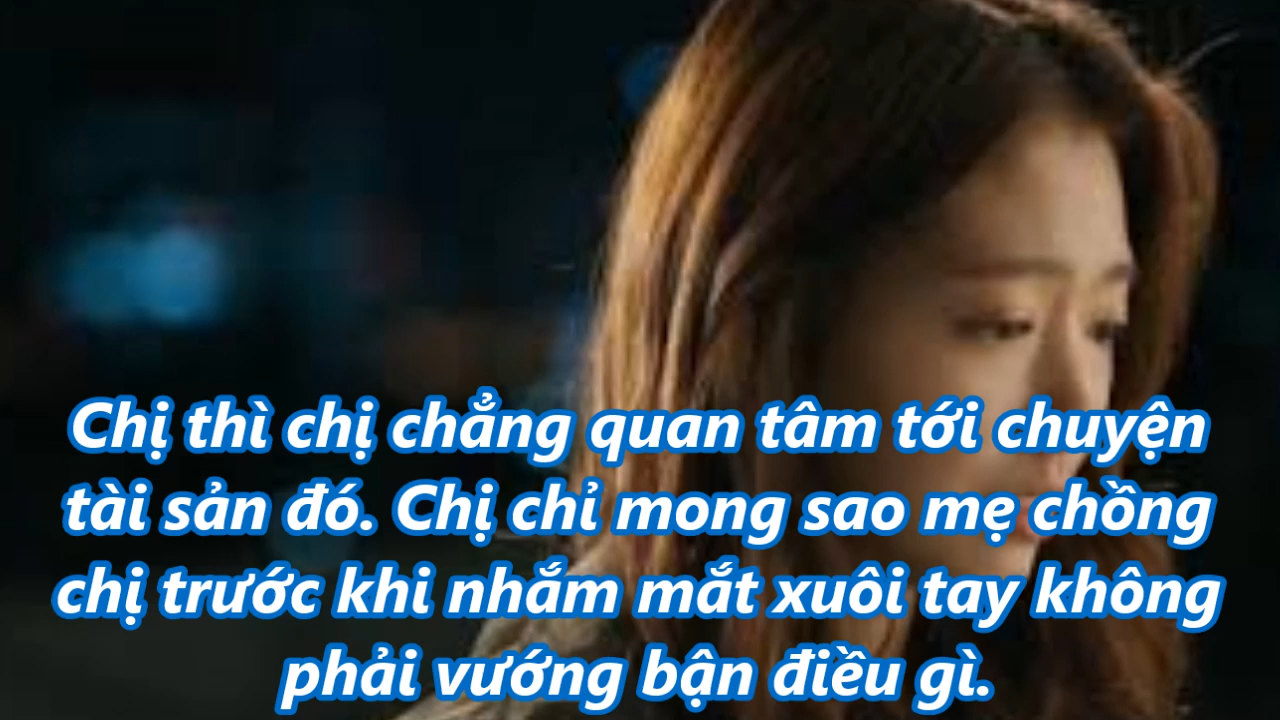 Chị thì chị chẳng quan tâm tới chuyện
tài sản đó. Chị chỉ mong sao mẹ chồng
chị trước khi nhắm mắt xuôi tay không
phải vướng bận điều gì.